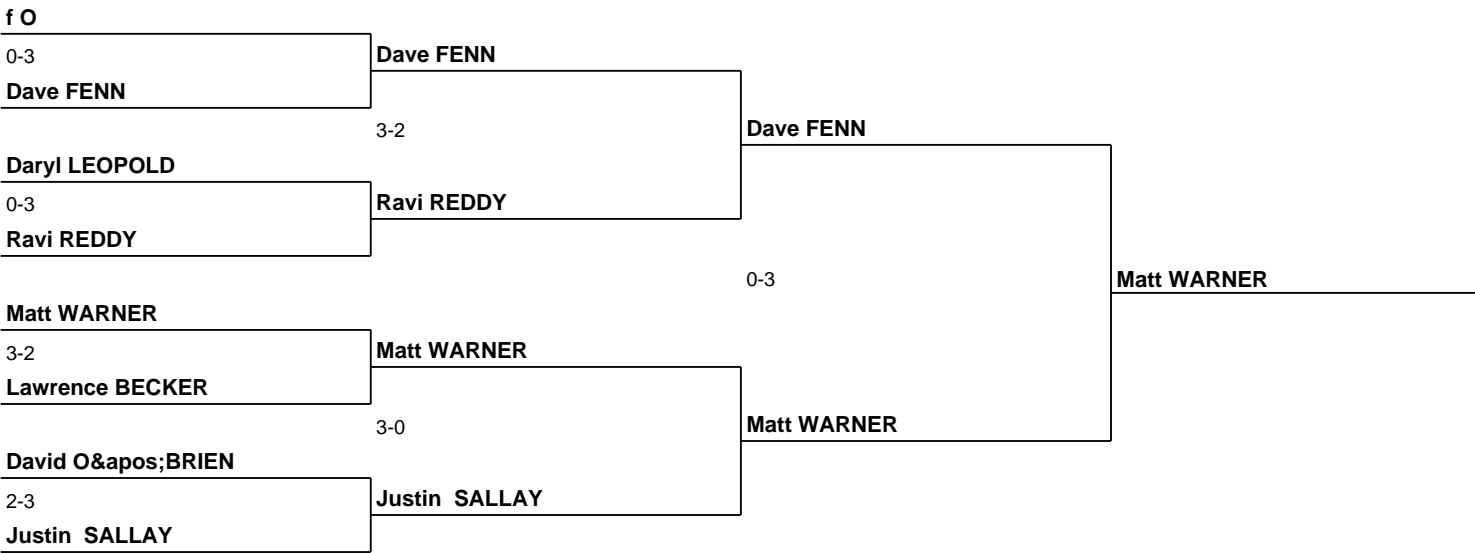 f O
0-3
Dave FENN
Dave FENN
3-2
Dave FENN
Daryl LEOPOLD
0-3
Ravi REDDY
Ravi REDDY
0-3
Matt WARNER
Matt WARNER
3-2
Matt WARNER
Lawrence BECKER
3-0
Matt WARNER
David O&apos;BRIEN
2-3
Justin  SALLAY
Justin  SALLAY